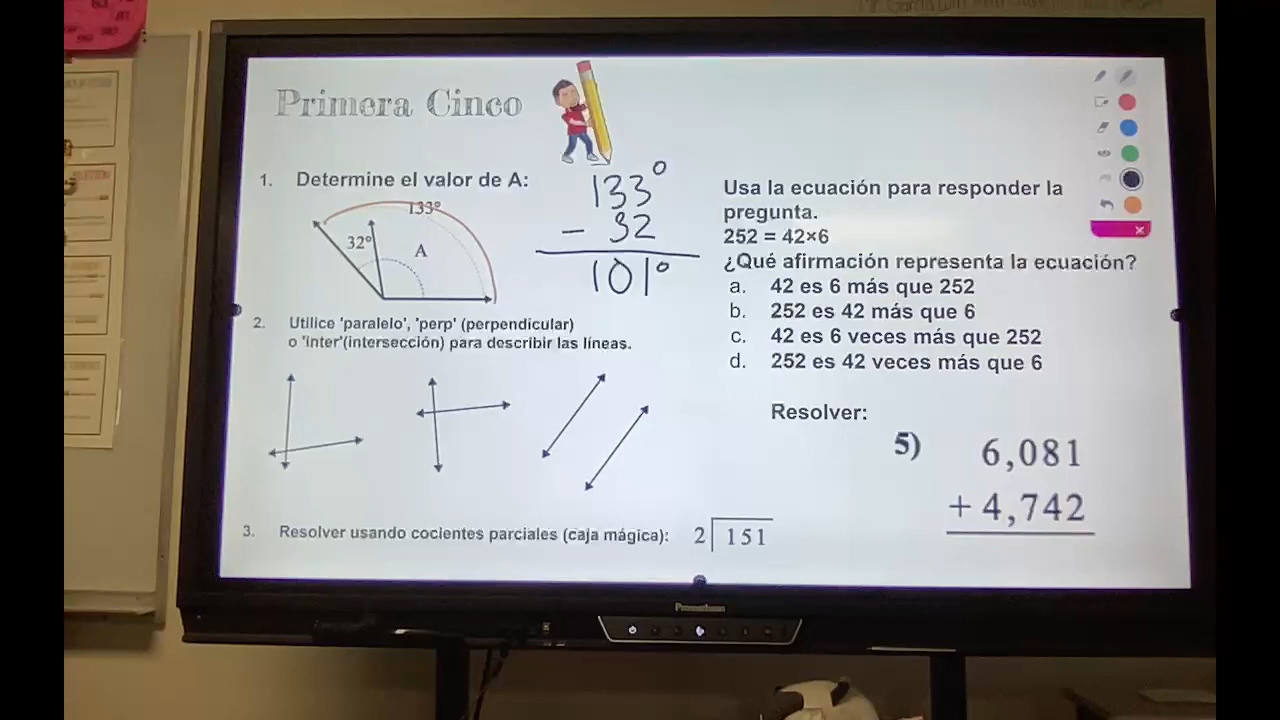 Primera Cinco
1. Determine el valor de A:
133°
32°
A
133°
- 32
101°
2. Utilice 'paralelo', 'perp' (perpendicular)
o 'inter'(intersección) para describir las líneas.
3. Resolver usando cocientes parciales (caja mágica): 2 151
Usa la ecuación para responder la
pregunta.
252 = 42×6
¿Qué afirmación representa la ecuación?
a. 42 es 6 más que 252
b. 252 es 42 más que 6
c. 42 es 6 veces más que 252
d. 252 es 42 veces más que 6
Resolver:
5) 6,081
+ 4,742
Promethean